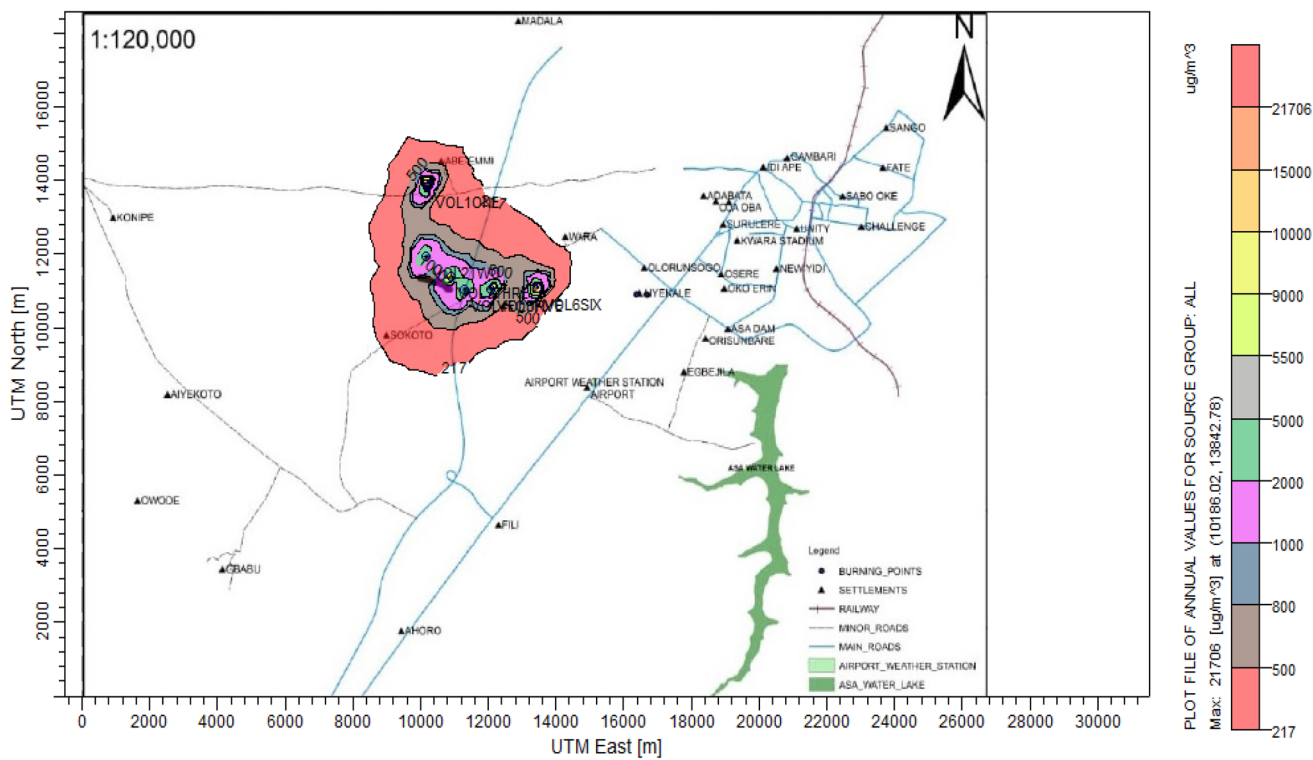 1:120,000
N
MADALA
SANGO
GAMBARI
IDI APE
FATE
ADABATA
OJA OBA
SABO OKE
SURULERE
UNITY
CHALLENGE
KWARA STADIUM
KONIPE
WARA
OLORUNSOGO
OSERE
NEW YIDI
OKO ERIN
500
VOL6SIX
500
SOKOTO
217
ASA DAM
ORISUNBARE
EGBEJILA
AIRPORT WEATHER STATION
AIRPORT
AIYEKOTO
ASA WATER LAKE
OWODE
FILI
GBABU
AHORO
Legend
BURNING_POINTS
SETTLEMENTS
RAILWAY
MINOR_ROADS
MAIN_ROADS
AIRPORT_WEATHER_STATION
ASA_WATER_LAKE
UTM North [m]
16000
14000
12000
10000
8000
6000
4000
2000
0 2000 4000 6000 8000 10000 12000 14000 16000 18000 20000 22000 24000 26000 28000 30000
UTM East [m]
PLOT FILE OF ANNUAL VALUES FOR SOURCE GROUP: ALL ug/m^3
Max: 21706 [ug/m^3] at (10186.02, 13842.78)
21706
15000
10000
9000
5500
5000
2000
1000
800
500
217